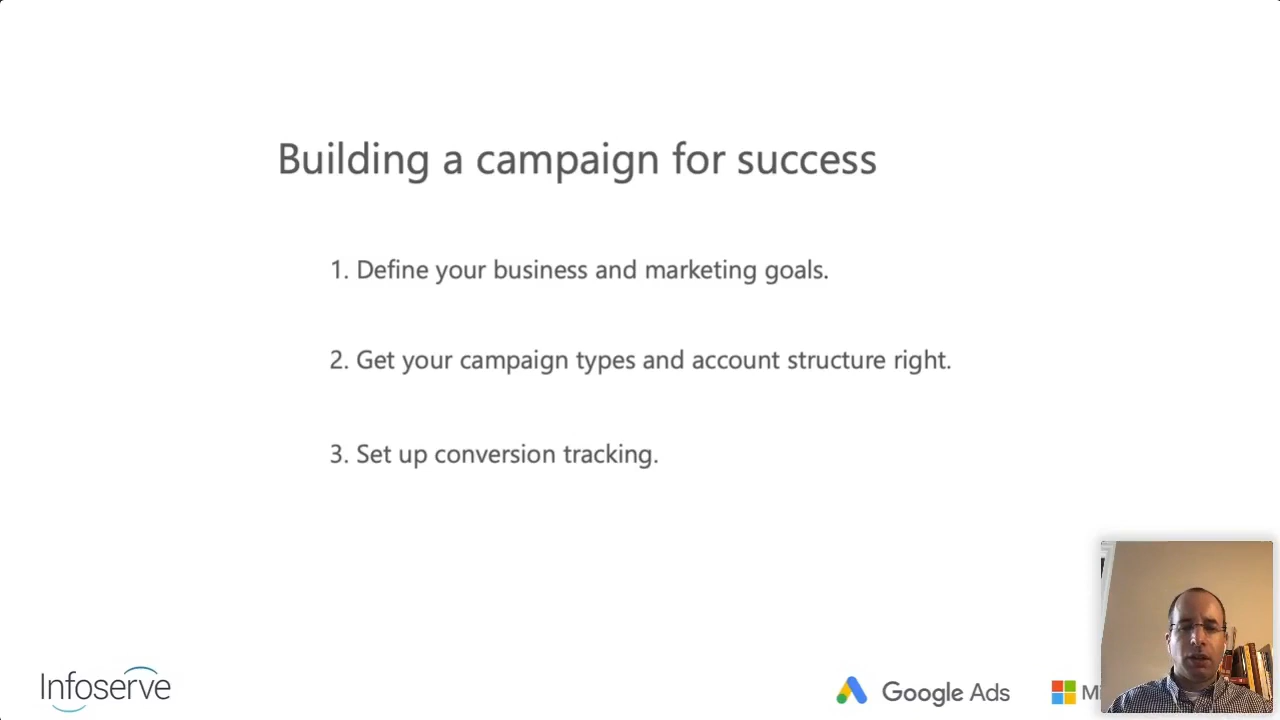 Building a campaign for success
1. Define your business and marketing goals.
2. Get your campaign types and account structure right.
3. Set up conversion tracking.
Infoserve
Google Ads